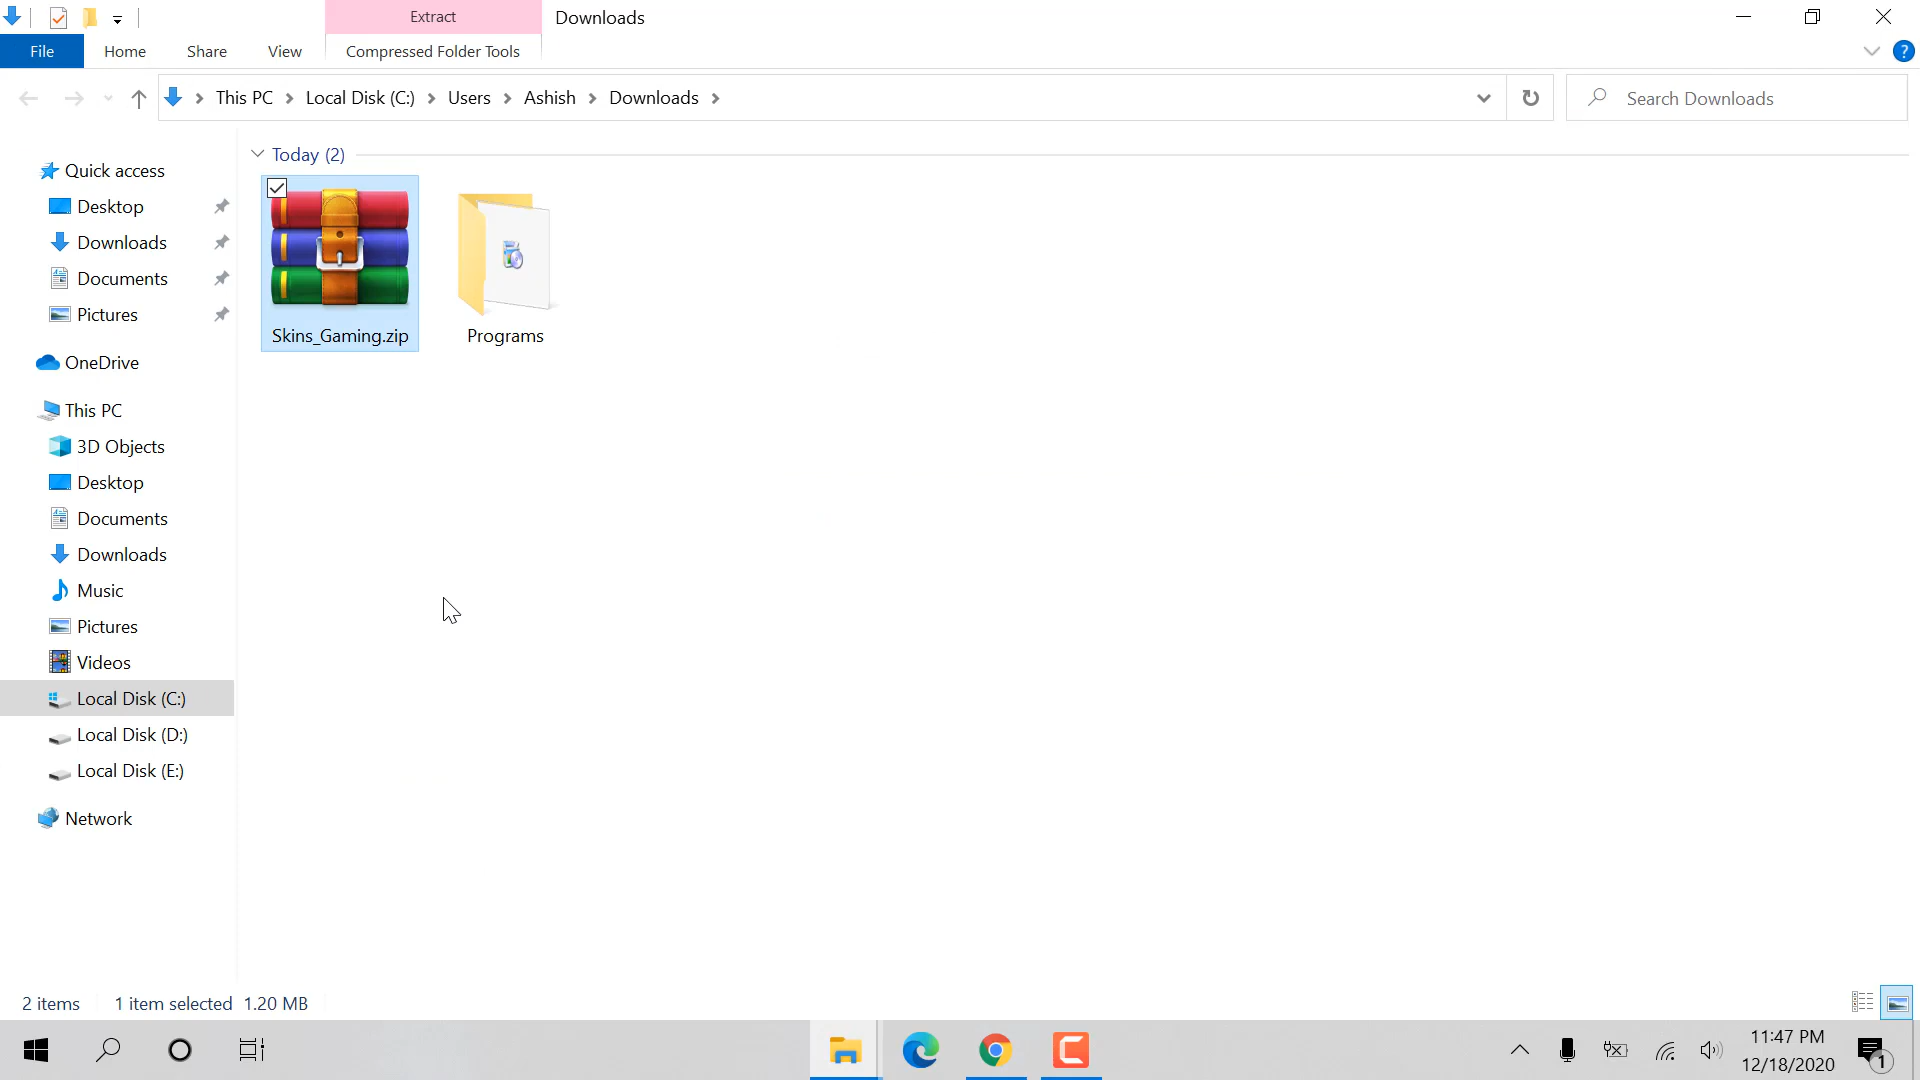 Extract
Downloads
File
Home
Share
View
Compressed Folder Tools
?
This PC
Local Disk (C:)
Users
Ashish
Downloads
Search Downloads
Today (2)
Skins_Gaming.zip
Programs
Quick access
Desktop
Downloads
Documents
Pictures
OneDrive
This PC
3D Objects
Desktop
Documents
Downloads
Music
Pictures
Videos
Local Disk (C:)
Local Disk (D:)
Local Disk (E:)
Network
2 items
1 item selected 1.20 MB
11:47 PM
12/18/2020
1